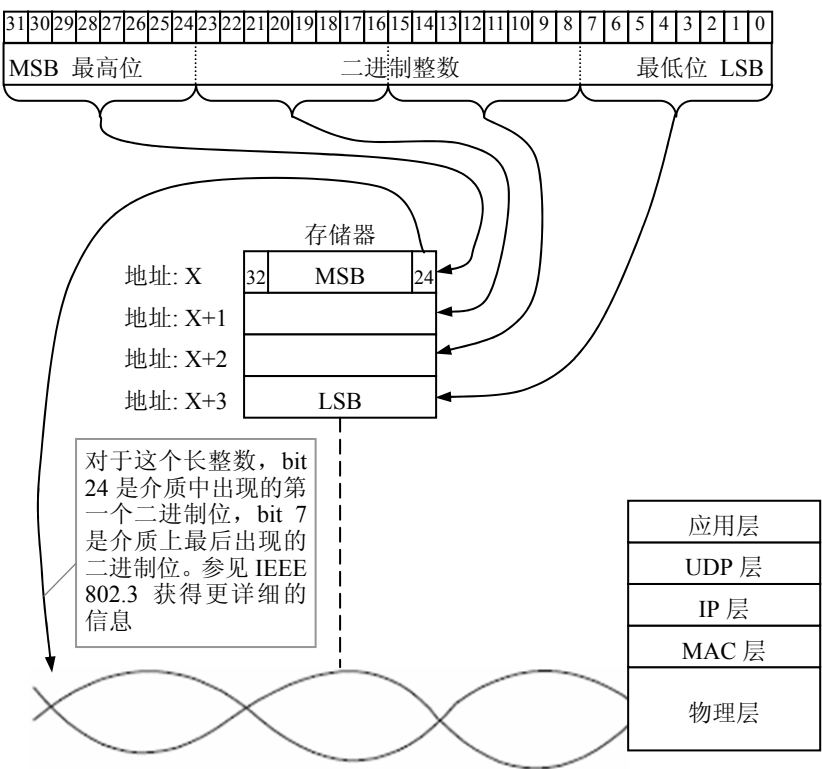 31 30 29 28 27 26 25 24 23 22 21 20 19 18 17 16 15 14 13 12 11 10 9 8 7 6 5 4 3 2 1 0
MSB 最高位 二进制整数 最低位 LSB
存储器
地址: X 32 MSB 24
地址: X+1
地址: X+2
地址: X+3 LSB
对于这个长整数，bit
24 是介质中出现的第
一个二进制位，bit 7
是介质上最后出现的
二进制位。参见 IEEE
802.3 获得更详细的
信息
应用层
UDP 层
IP 层
MAC 层
物理层